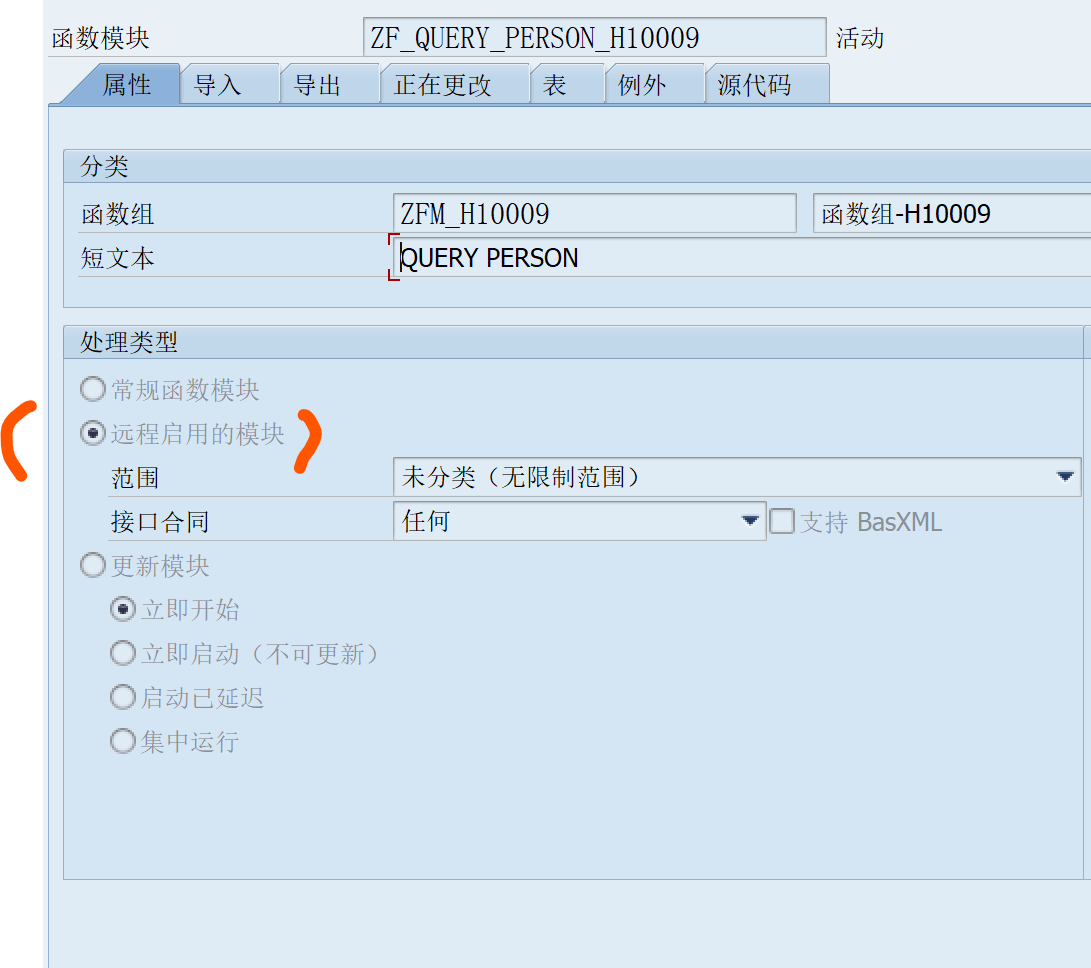 函数模块 ZF_QUERY_PERSON_H10009 活动
属性 导入 导出 正在更改 表 例外 源代码
分类
函数组 ZFM_H10009 函数组-H10009
短文本 QUERY PERSON
处理类型
常规函数模块
远程启用的模块
范围 未分类（无限制范围）
接口合同 任何 支持 BasXML
更新模块
立即开始
立即启动（不可更新）
启动已延迟
集中运行